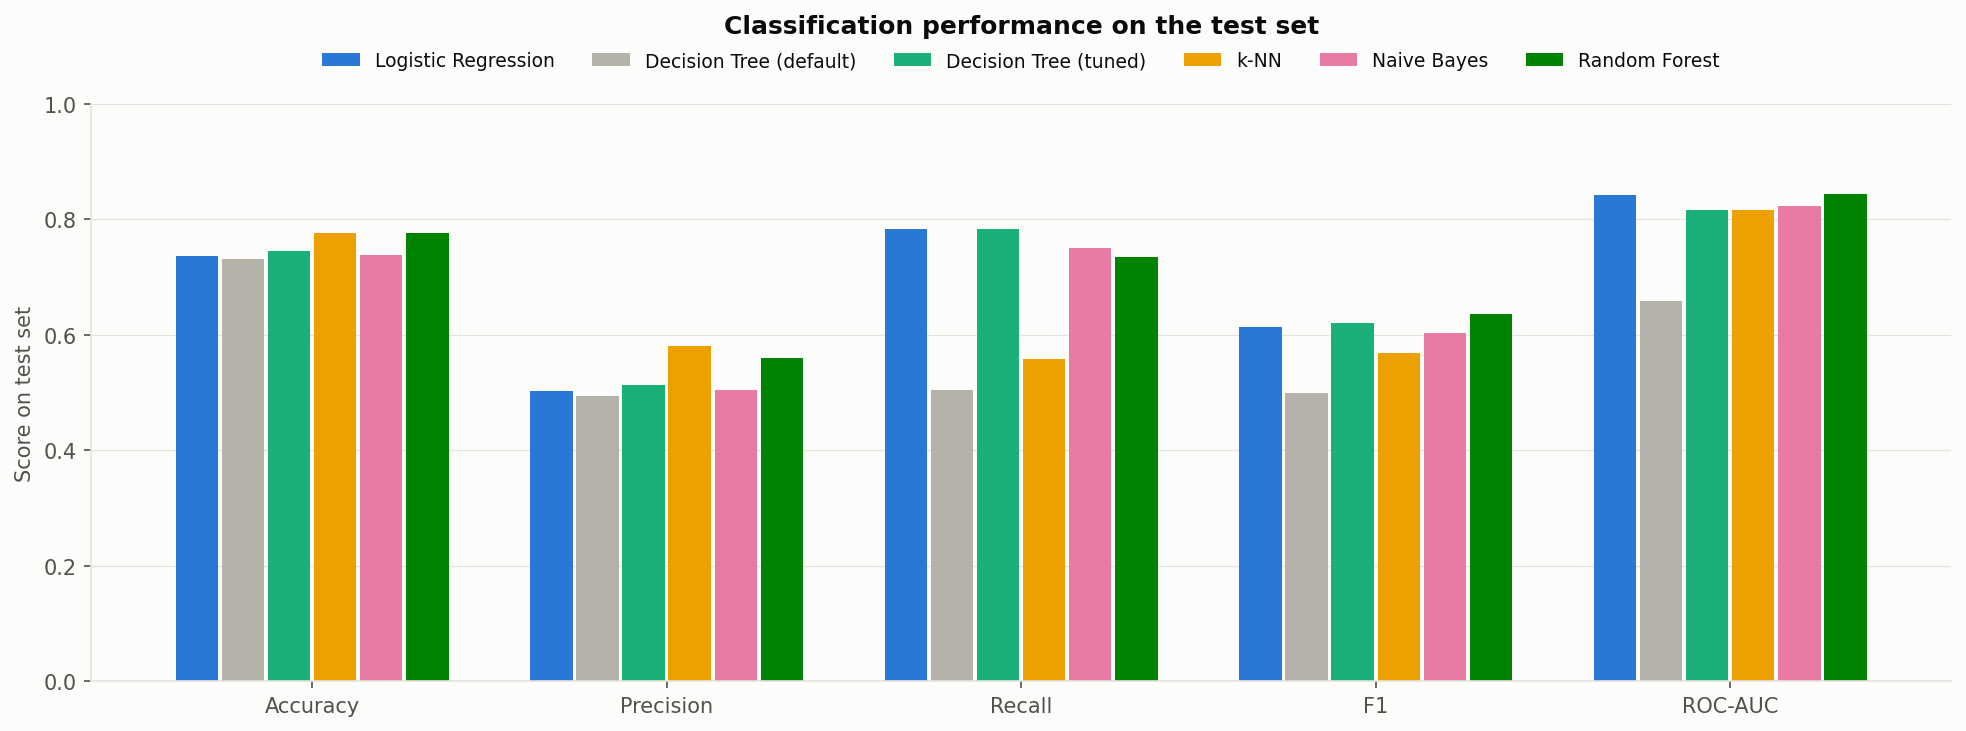 Classification performance on the test set
Logistic Regression Decision Tree (default) Decision Tree (tuned) k-NN Naive Bayes Random Forest
1.0
0.8
0.6
0.4
0.2
0.0
Score on test set
Accuracy Precision Recall F1 ROC-AUC